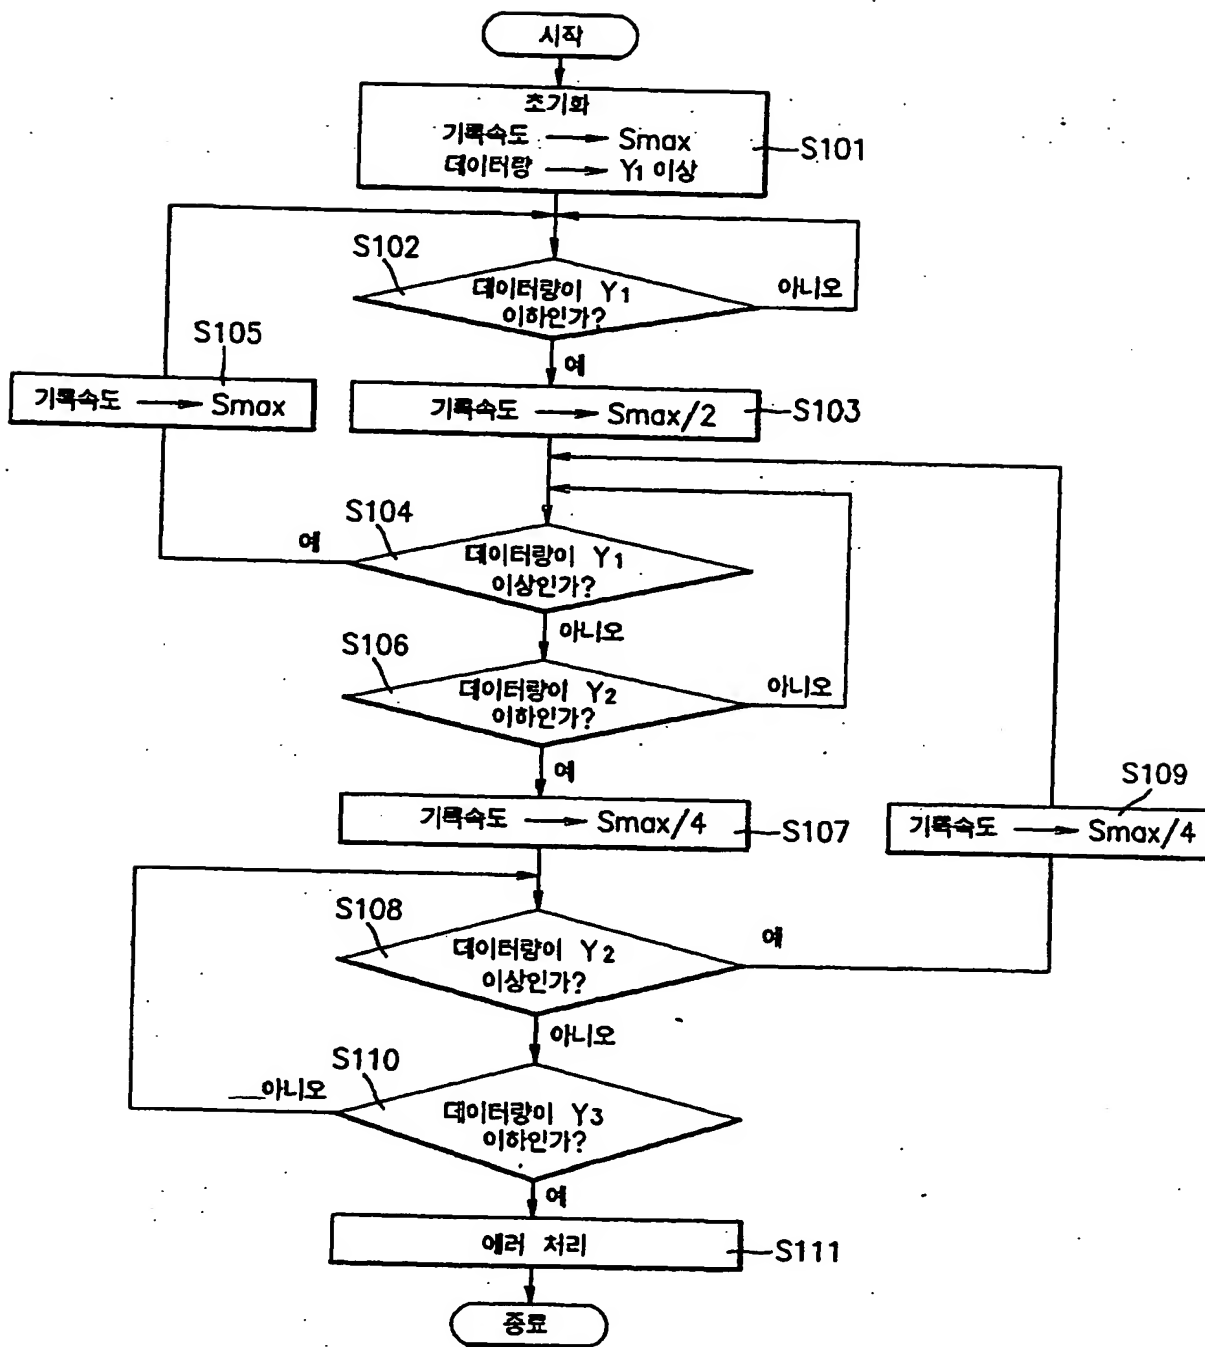 시작
초기화
기록속도 → Smax
데이터량 → Y1 이상
S101
S102
데이터량이 Y1
이하인가?
아니오
예
S105
기록속도 → Smax
기록속도 → Smax/2
S103
S104
예
데이터량이 Y1
이상인가?
아니오
S106
데이터량이 Y2
이하인가?
아니오
예
기록속도 → Smax/4
S107
S109
기록속도 → Smax/4
S108
데이터량이 Y2
이상인가?
예
아니오
S110
아니오
데이터량이 Y3
이하인가?
예
에러 처리
S111
종료